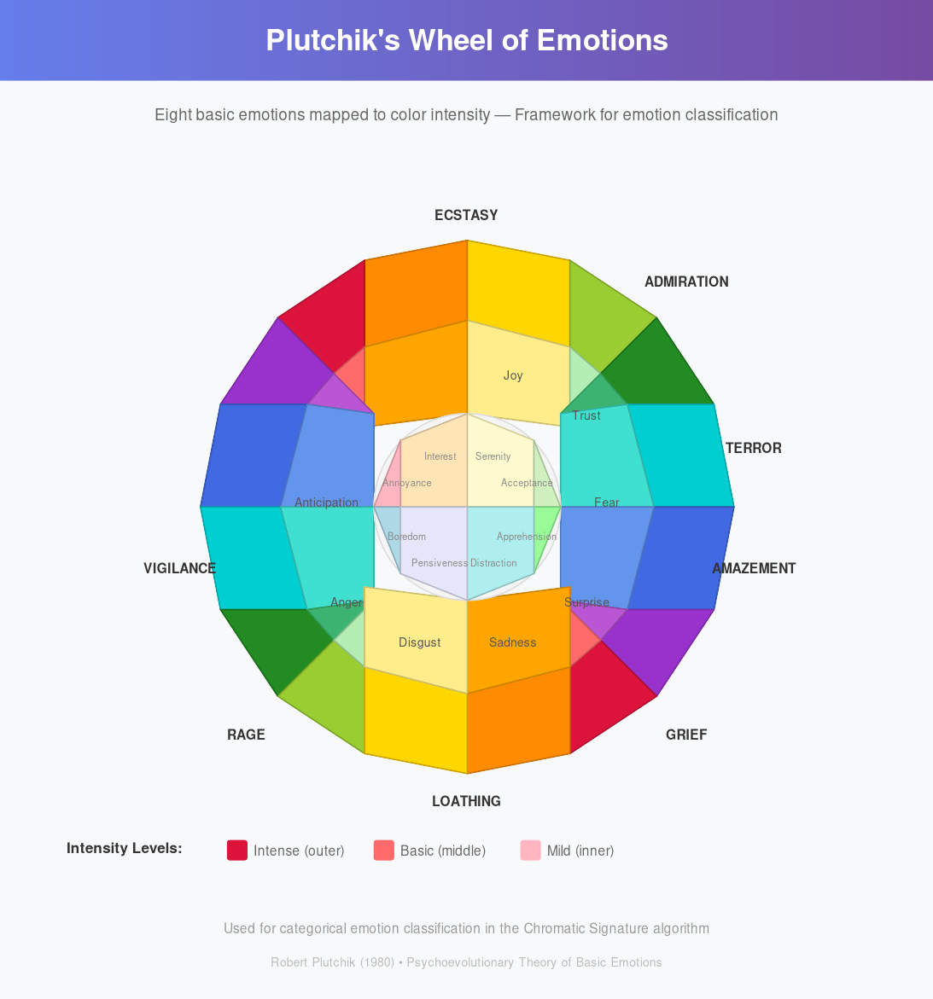 Plutchik's Wheel of Emotions
Eight basic emotions mapped to color intensity — Framework for emotion classification
ECSTASY
ADMIRATION
Joy
Trust
TERROR
Interest
Serenity
Annoyance
Acceptance
Anticipation
Fear
Boredom
Apprehension
Pensiveness
Distraction
VIGILANCE
AMAZEMENT
Anger
Surprise
Disgust
Sadness
RAGE
GRIEF
LOATHING
Intensity Levels:
Intense (outer)
Basic (middle)
Mild (inner)
Used for categorical emotion classification in the Chromatic Signature algorithm
Robert Plutchik (1980) • Psychoevolutionary Theory of Basic Emotions